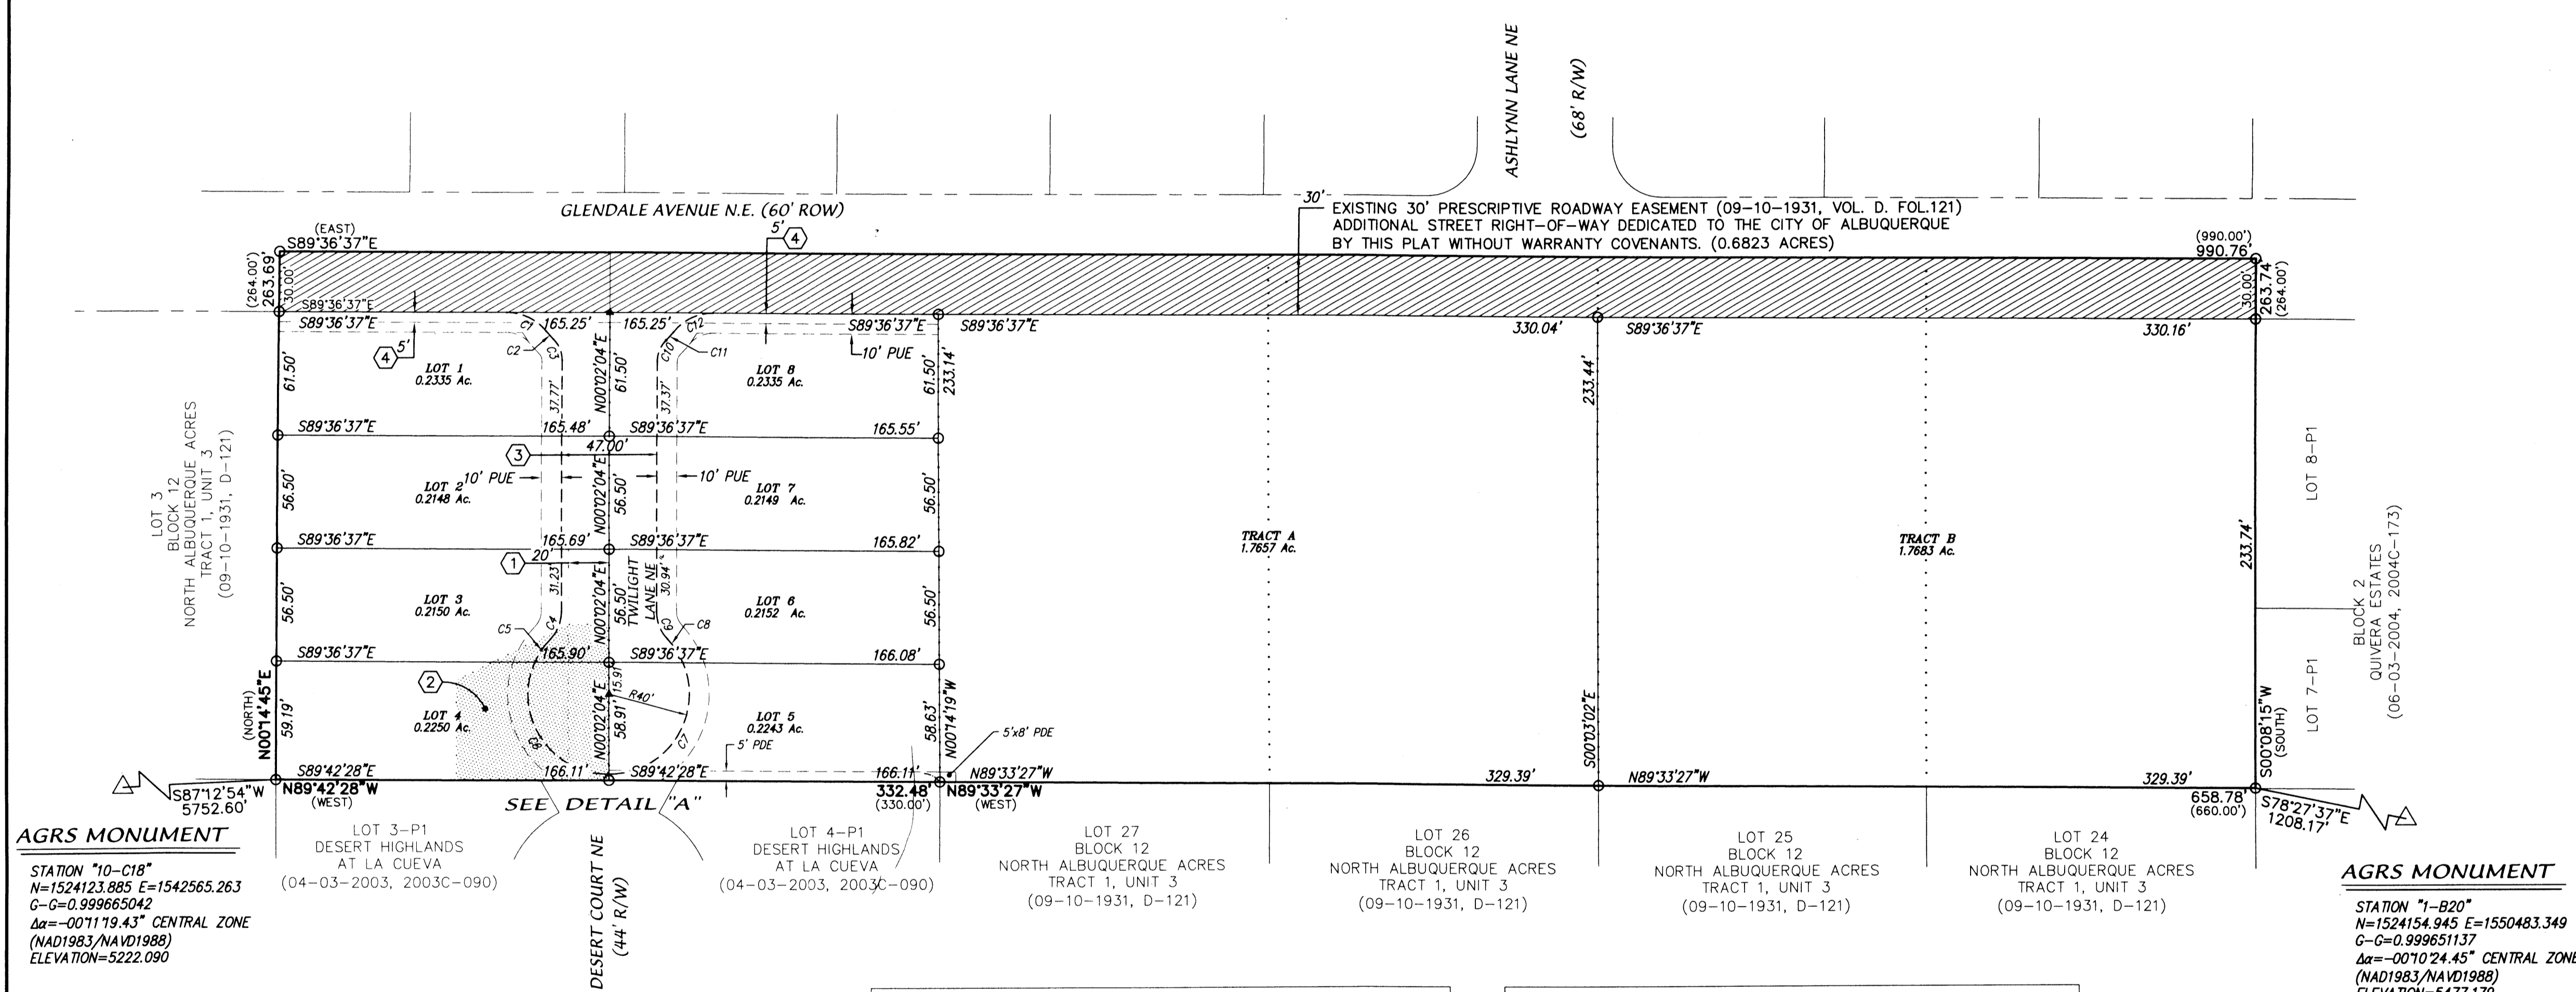 ASHLYNN LANE NE
(68' R/W)
GLENDALE AVENUE N.E. (60' ROW)
30'
EXISTING 30' PRESCRIPTIVE ROADWAY EASEMENT (09-10-1931, VOL. D. FOL.121)
ADDITIONAL STREET RIGHT-OF-WAY DEDICATED TO THE CITY OF ALBUQUERQUE
BY THIS PLAT WITHOUT WARRANTY COVENANTS. (0.6823 ACRES)
(EAST)
S89°36'37"E
5'
4
(990.00')
990.76'
(264.00')
263.69'
30.00'
30.00'
263.74
(264.00')
S89°36'37"E
S89°36'37"E
C1
165.25'
165.25'
C12
S89°36'37"E
S89°36'37"E
330.04'
S89°36'37"E
330.16'
4
5'
C2
C3
C10
C11
10' PUE
LOT 1
0.2335 Ac.
LOT 8
0.2335 Ac.
61.50'
37.77'
N00°02'04"E
61.50'
37.37'
61.50'
233.14'
233.44'
S89°36'37"E
165.48'
S89°36'37"E
165.55'
47.00'
3
LOT 3
BLOCK 12
NORTH ALBUQUERQUE ACRES
TRACT 1, UNIT 3
(09-10-1931, D-121)
LOT 2
0.2148 Ac.
10' PUE
10' PUE
LOT 7
0.2149 Ac.
56.50'
N00°02'04"E
56.50'
56.50'
LOT 8-P1
S89°36'37"E
165.69'
S89°36'37"E
165.82'
20'
1
TRACT A
1.7657 Ac.
TRACT B
1.7683 Ac.
233.74'
LOT 3
0.2150 Ac.
LOT 6
0.2152 Ac.
56.50'
31.23'
N00°02'04"E
56.50'
TWILIGHT
LANE NE
30.94'
56.50'
C5
C4
C9
C8
BLOCK 2
QUIVERA ESTATES
(06-03-2004, 2004C-173)
S89°36'37"E
165.90'
S89°36'37"E
166.08'
2
15.91'
R40'
LOT 4
0.2250 Ac.
LOT 5
0.2243 Ac.
(NORTH)
N00°14'45"E
59.19'
C6
N00°02'04"E
58.91'
C7
58.63'
N00°14'19"W
S00°03'02"E
LOT 7-P1
S00°08'15"W
(SOUTH)
5' PDE
5'x8' PDE
S89°42'28"E
166.11'
S89°42'28"E
166.11'
N89°33'27"W
329.39'
N89°33'27"W
329.39'
S87°12'54"W
5752.60'
N89°42'28"W
(WEST)
SEE DETAIL "A"
332.48'
(330.00')
N89°33'27"W
(WEST)
658.78'
(660.00')
S78°27'37"E
1208.17'
AGRS MONUMENT
STATION "10-C18"
N=1524123.885 E=1542565.263
G-G=0.999665042
Δα=-00°11'19.43" CENTRAL ZONE
(NAD1983/NAVD1988)
ELEVATION=5222.090
LOT 3-P1
DESERT HIGHLANDS
AT LA CUEVA
(04-03-2003, 2003C-090)
DESERT COURT NE
(44' R/W)
LOT 4-P1
DESERT HIGHLANDS
AT LA CUEVA
(04-03-2003, 2003C-090)
LOT 27
BLOCK 12
NORTH ALBUQUERQUE ACRES
TRACT 1, UNIT 3
(09-10-1931, D-121)
LOT 26
BLOCK 12
NORTH ALBUQUERQUE ACRES
TRACT 1, UNIT 3
(09-10-1931, D-121)
LOT 25
BLOCK 12
NORTH ALBUQUERQUE ACRES
TRACT 1, UNIT 3
(09-10-1931, D-121)
LOT 24
BLOCK 12
NORTH ALBUQUERQUE ACRES
TRACT 1, UNIT 3
(09-10-1931, D-121)
AGRS MONUMENT
STATION "1-B20"
N=1524154.945 E=1550483.349
G-G=0.999651137
Δα=-00°10'24.45" CENTRAL ZONE
(NAD1983/NAVD1988)